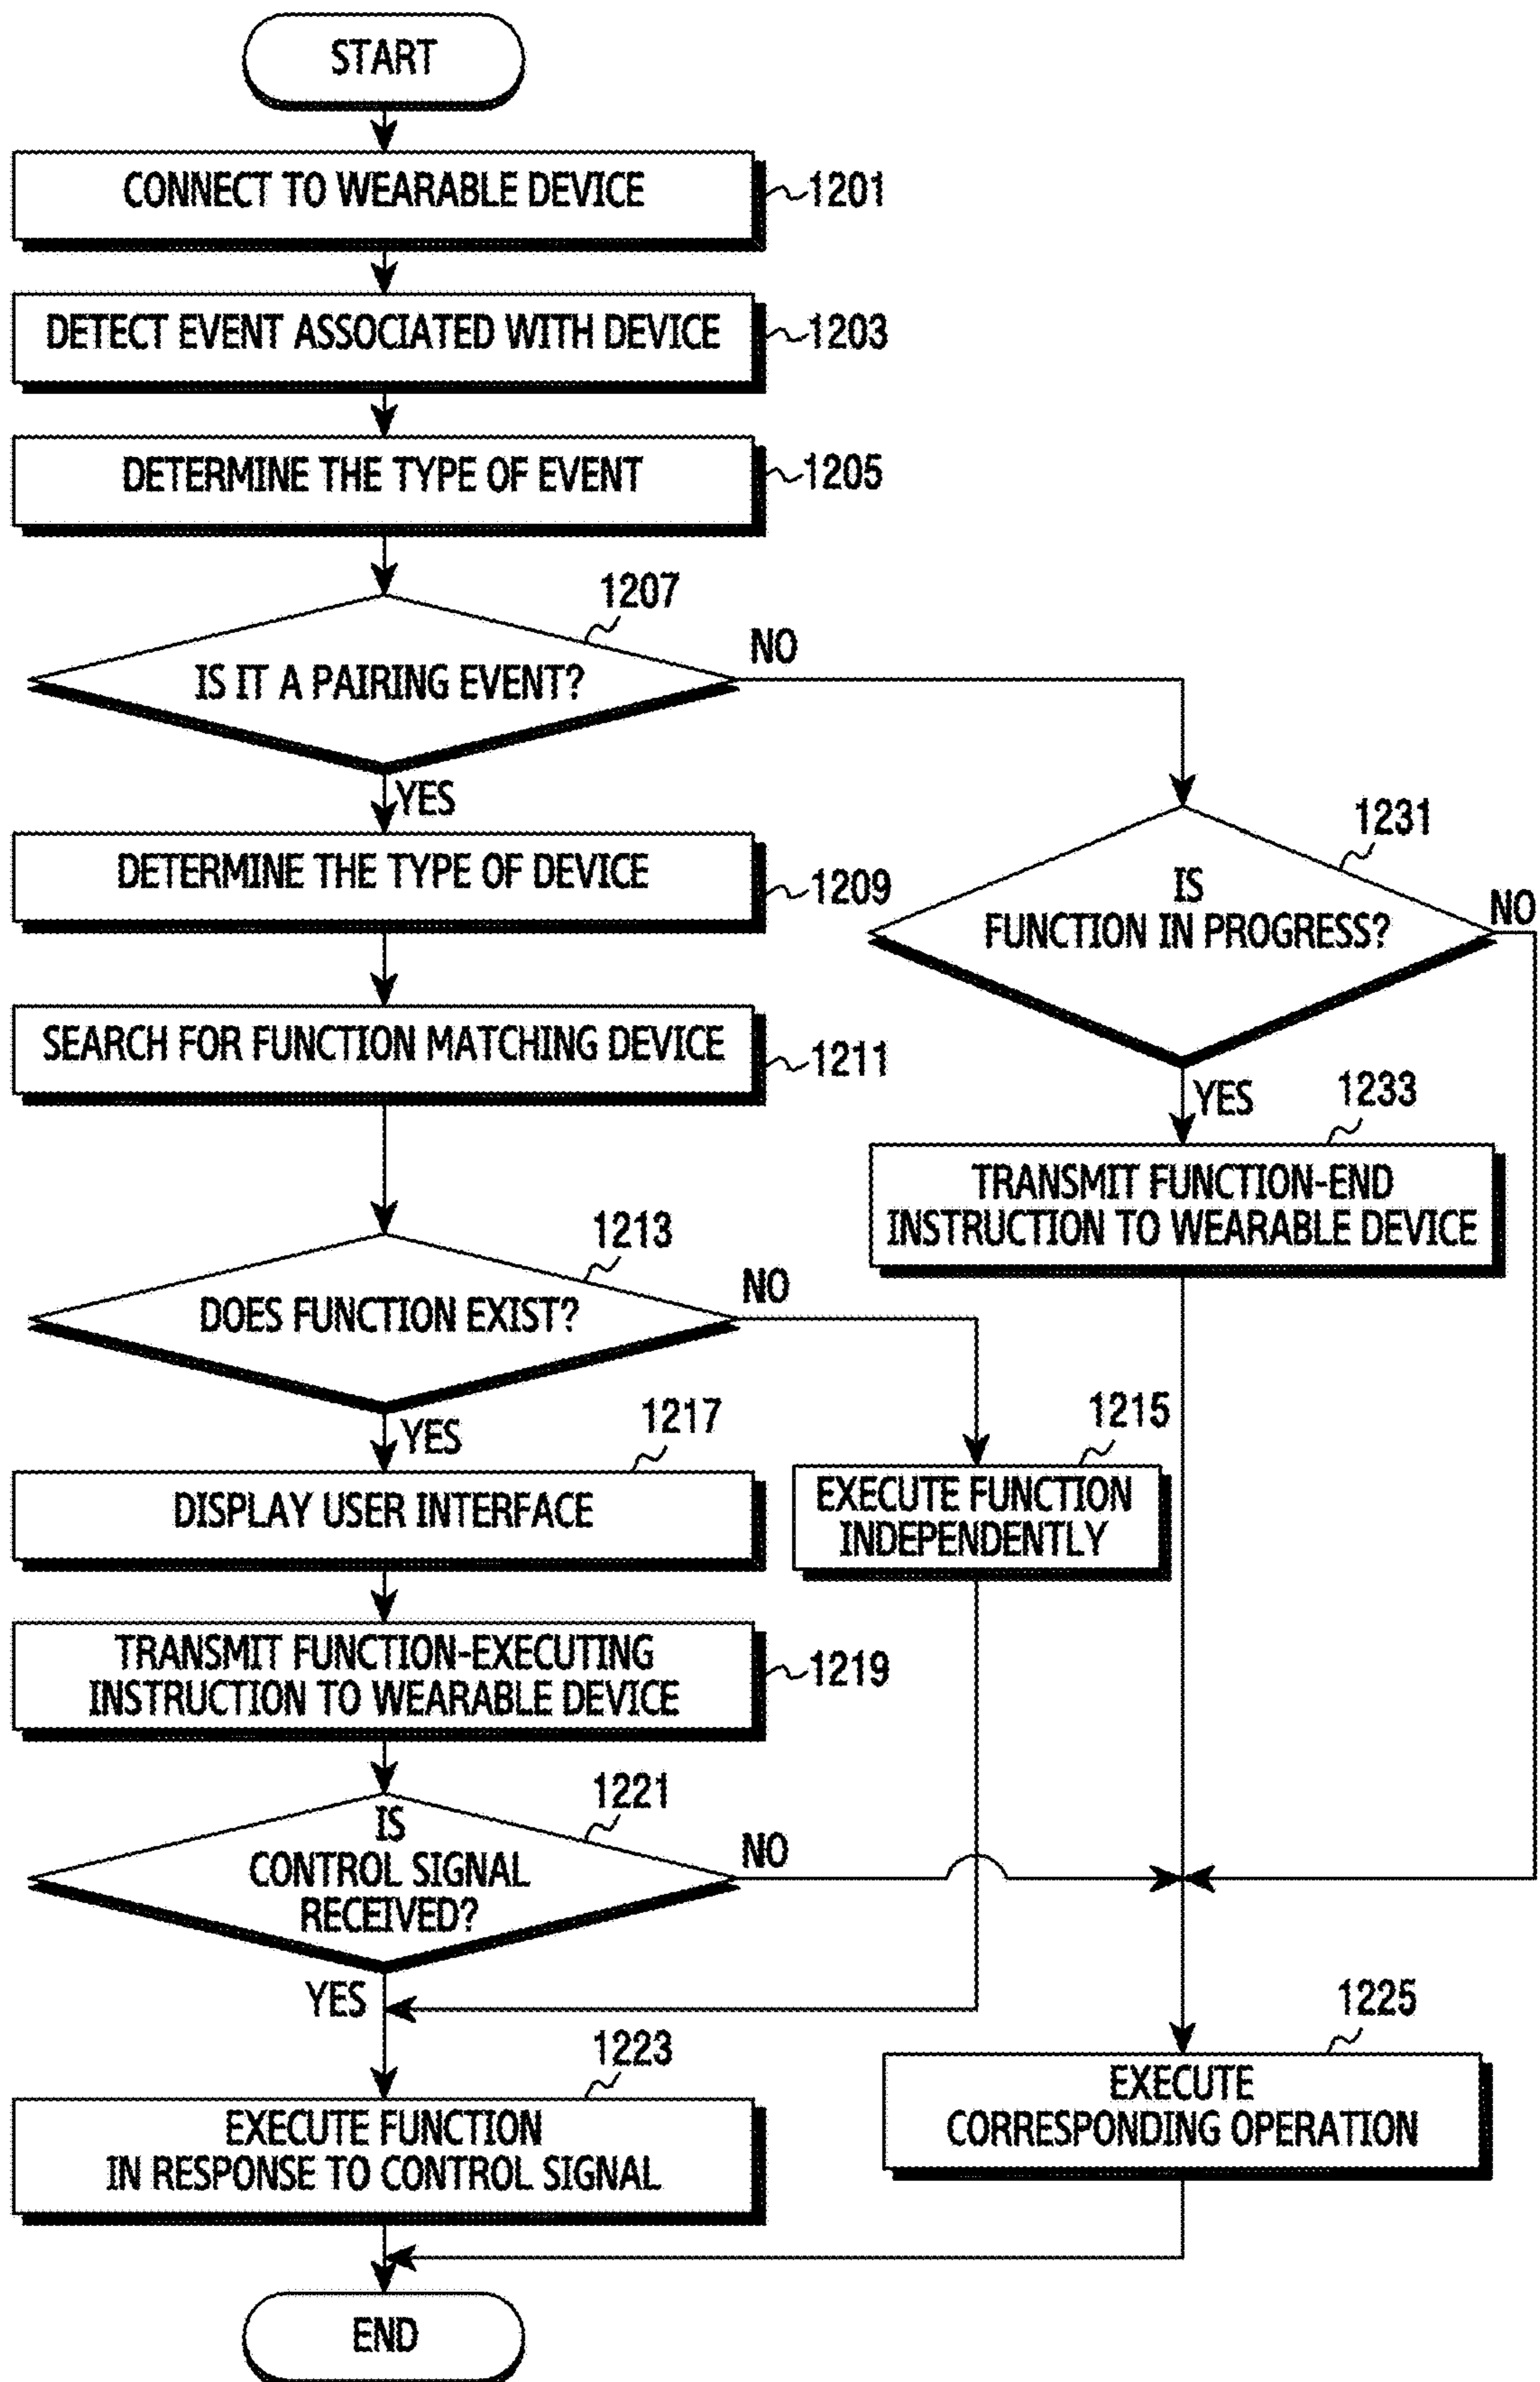 START
CONNECT TO WEARABLE DEVICE
1201
DETECT EVENT ASSOCIATED WITH DEVICE
1203
DETERMINE THE TYPE OF EVENT
1205
1207
IS IT A PAIRING EVENT?
NO
YES
DETERMINE THE TYPE OF DEVICE
1209
SEARCH FOR FUNCTION MATCHING DEVICE
1211
1231
IS
FUNCTION IN PROGRESS?
NO
YES
1233
TRANSMIT FUNCTION-END
INSTRUCTION TO WEARABLE DEVICE
1213
DOES FUNCTION EXIST?
NO
YES
1215
EXECUTE FUNCTION
INDEPENDENTLY
1217
DISPLAY USER INTERFACE
TRANSMIT FUNCTION-EXECUTING
INSTRUCTION TO WEARABLE DEVICE
1219
1221
IS
CONTROL SIGNAL
RECEIVED?
NO
YES
1223
EXECUTE FUNCTION
IN RESPONSE TO CONTROL SIGNAL
1225
EXECUTE
CORRESPONDING OPERATION
END